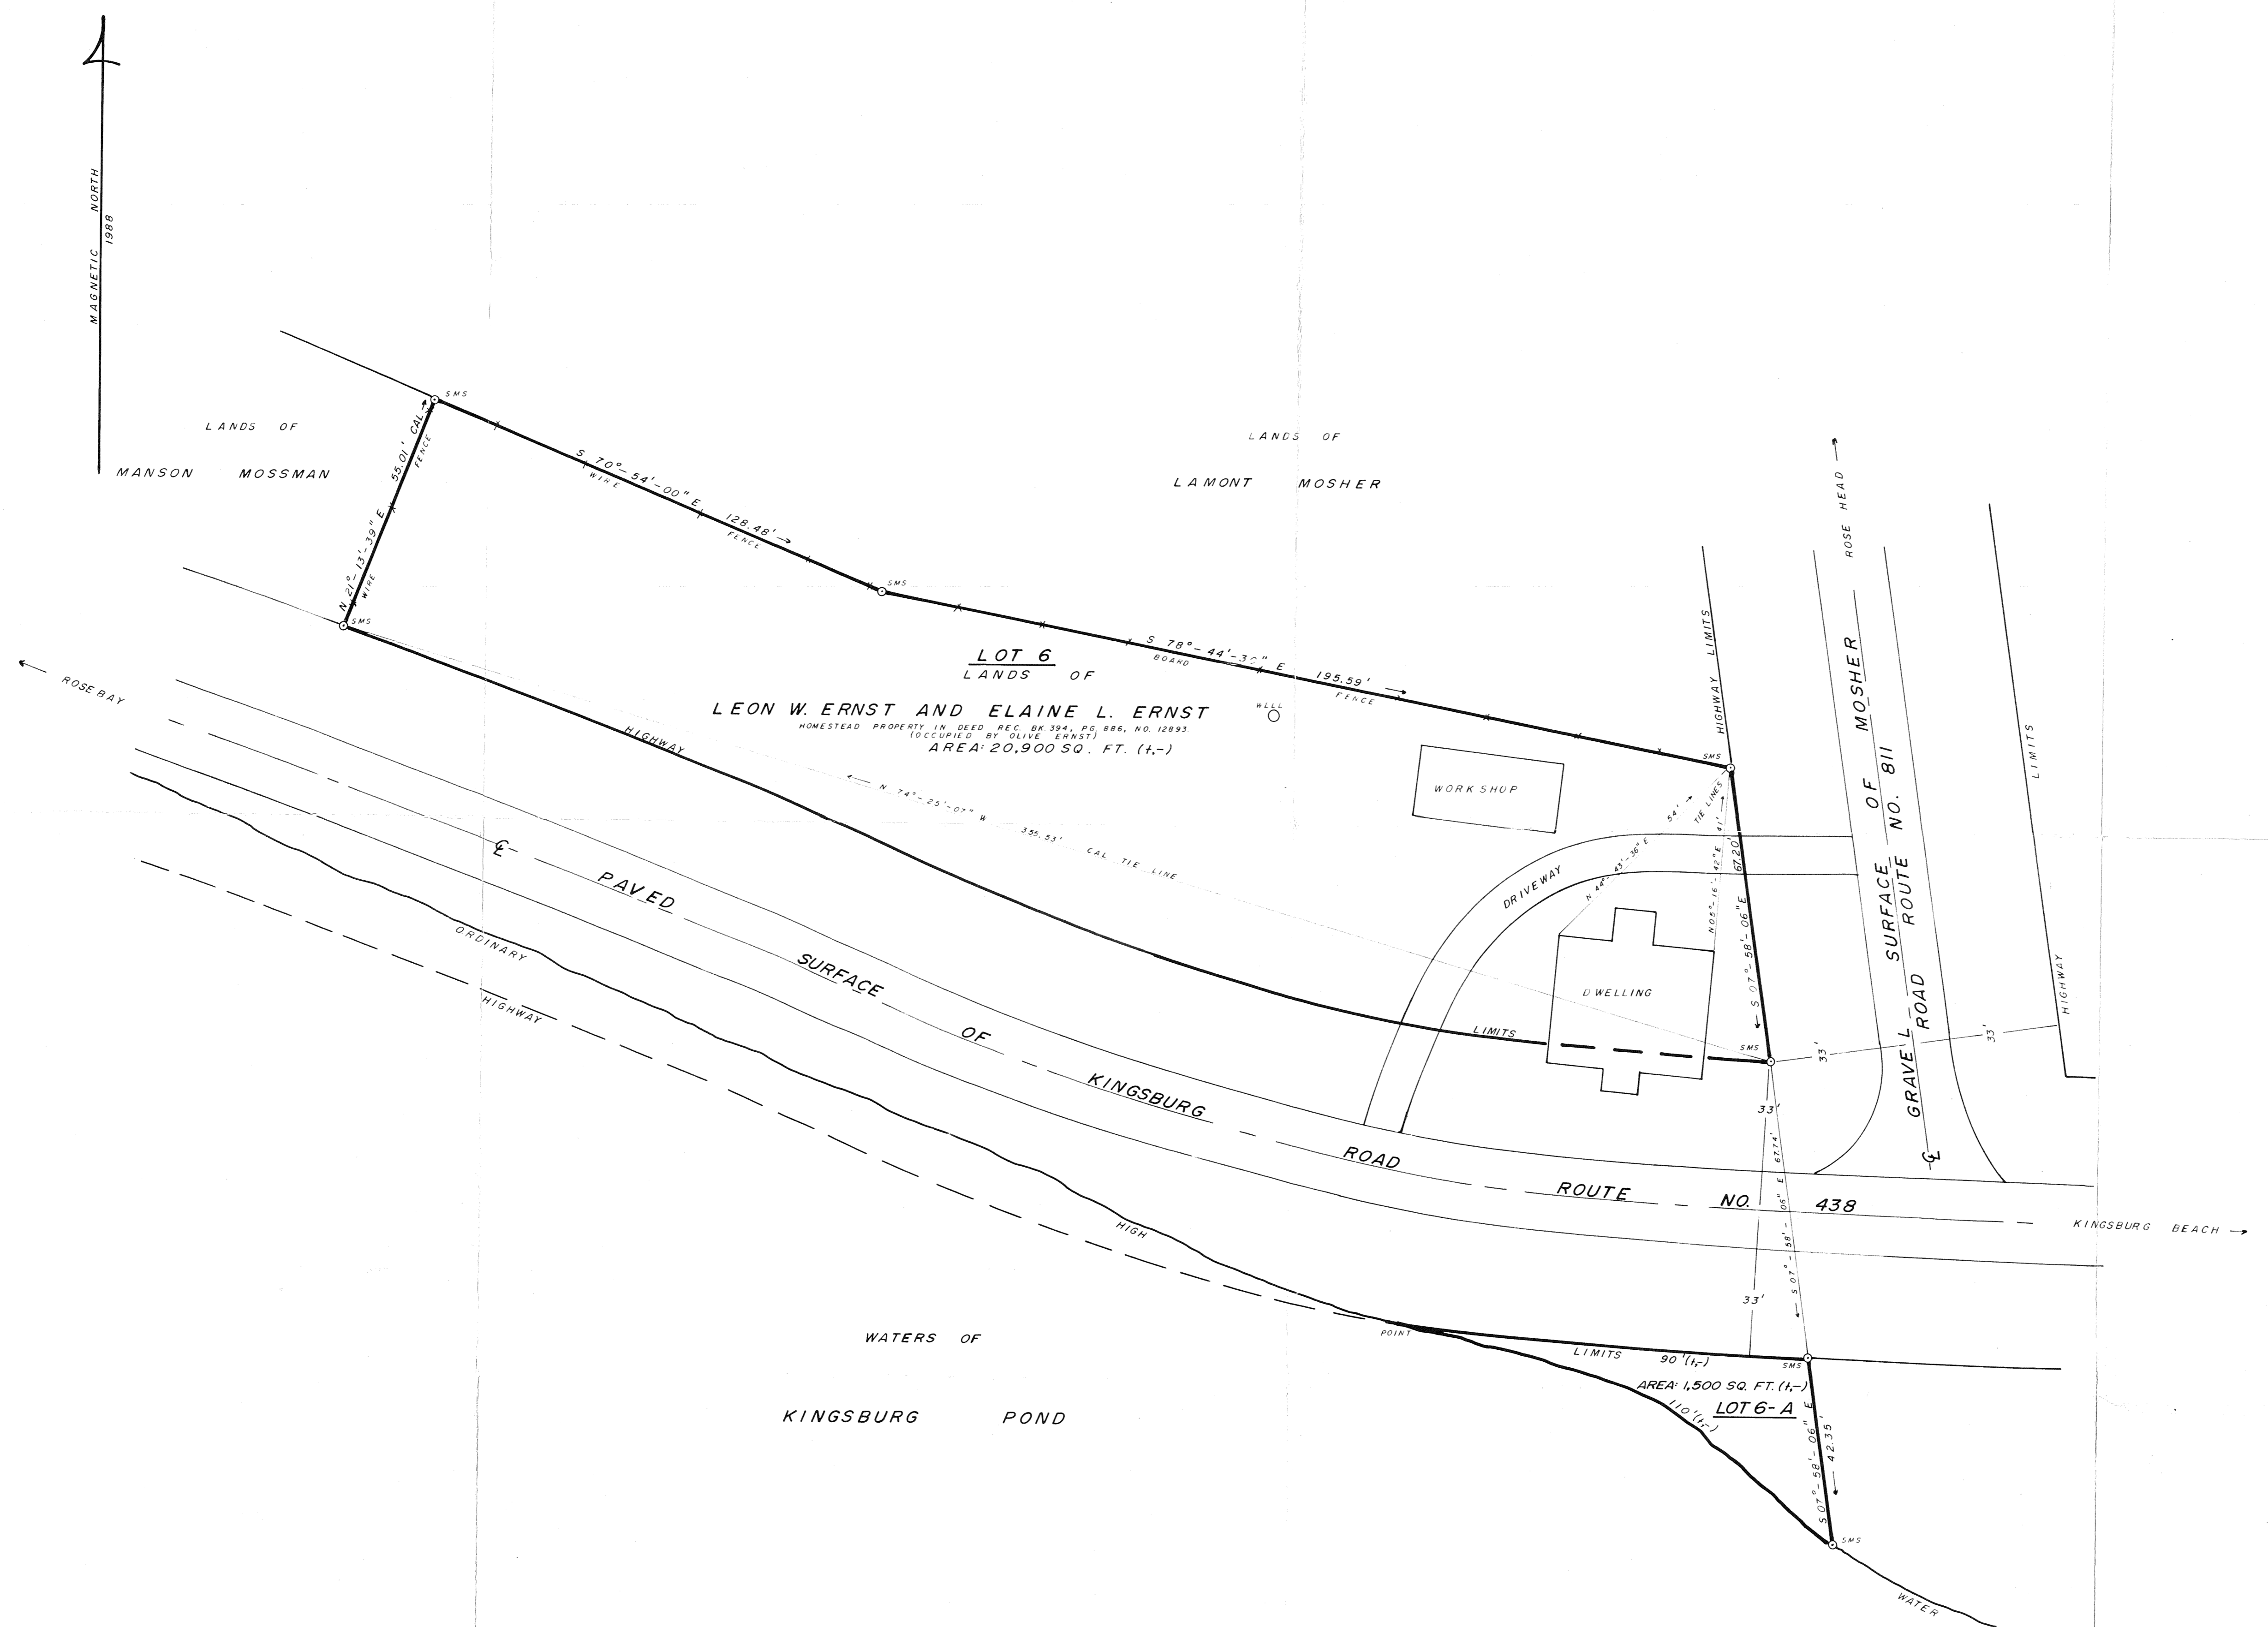 MAGNETIC NORTH
1988
LANDS OF
MANSON MOSSMAN
ROSE BAY
SMS
N 21°-13'-39" E 55.01' CAL.
WIRE FENCE
SMS
S 70°-54'-00" E 128.48'
WIRE FENCE
SMS
LANDS OF
LAMONT MOSHER
S 78°-44'- E 195.59'
BOARD FENCE
LOT 6
LANDS OF
LEON W. ERNST AND ELAINE L. ERNST
HOMESTEAD PROPERTY IN DEED REC. BK. 394, PG. 886, NO. 12893.
(OCCUPIED BY OLIVE ERNST)
AREA: 20,900 SQ. FT. (+,-)
WELL
HIGHWAY LIMITS
N 74°-25'-07" W 355.53' CAL. TIE LINE
WORKSHOP
SMS
54'
TIE LINES
41'
N 44°-43'-36" E
N 05°-16'-42" E
67.20'
S 07°-58'-06" E
DRIVEWAY
DWELLING
SMS
HIGHWAY LIMITS
ROSE HEAD
GRAVEL SURFACE OF MOSHER
ROAD ROUTE NO. 811
℄
HIGHWAY LIMITS
33'
33'
33'
S 07°-58'-06" E 67.74'
33'
℄
PAVED SURFACE OF KINGSBURG ROAD ROUTE NO. 438
KINGSBURG BEACH
ORDINARY HIGH WATER
HIGHWAY LIMITS
POINT
90'(+,-)
SMS
AREA: 1,500 SQ. FT. (+,-)
LOT 6-A
110'(+,-)
S 07°-58'-06" E
42.35'
SMS
WATERS OF
KINGSBURG POND